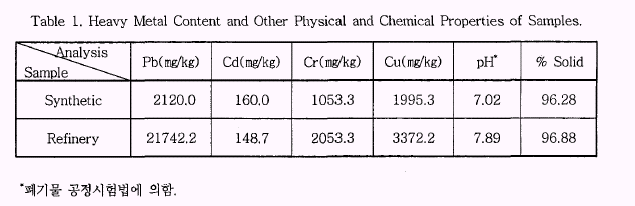 Table 1. Heavy Metal Content and Other Physical and Chemical Properties of Samples.
Analysis Sample Pb(mg/kg) Cd(mg/kg) Cr(mg/kg) Cu(mg/kg) pH* % Solid
Synthetic 2120.0 160.0 1053.3 1995.3 7.02 96.28
Refinery 21742.2 148.7 2053.3 3372.2 7.89 96.88
*폐기물 공정시험법에 의함.